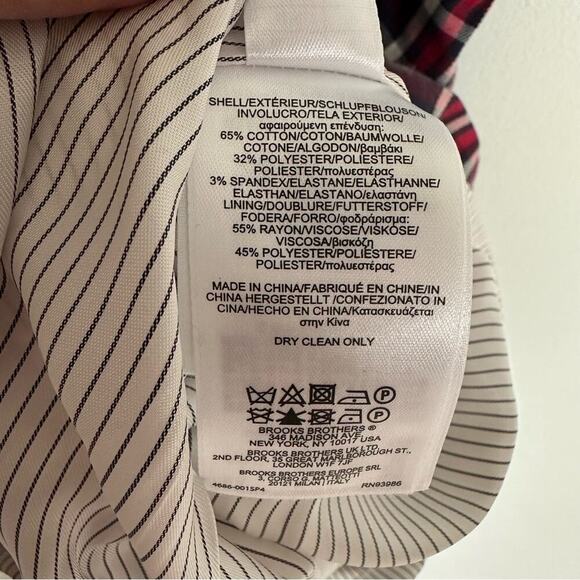 SHELL/EXTÉRIEUR/SCHLUPFBLOUSON/
INVOLUCRO/TELA EXTERIOR/
αφαιρούμενη επένδυση:
65% COTTON/COTON/BAUMWOLLE/
COTONE/ALGODON/βαμβάκι
32% POLYESTER/POLIESTERE/
POLIESTER/πολυεστέρας
3% SPANDEX/ELASTANE/ELASTHANNE/
ELASTHAN/ELASTANO/ελαστάνη
LINING/DOUBLURE/FUTTERSTOFF/
FODERA/FORRO/φοδράρισμα:
55% RAYON/VISCOSE/VISKOSE/
VISCOSA/βισκόζη
45% POLYESTER/POLIESTERE/
POLIESTER/πολυεστέρας
MADE IN CHINA/FABRIQUÉ EN CHINE/IN
CHINA HERGESTELLT /CONFEZIONATO IN
CINA/HECHO EN CHINA/Κατασκευάζεται
στην Κίνα
DRY CLEAN ONLY
P
P
BROOKS BROTHERS
346 MADISON AVE
NEW YORK, NY 10017 USA
BROOKS BROTHERS UK LTD
2ND FLOOR, 35 GREAT MARLBOROUGH ST.,
LONDON W1F 7JF
BROOKS BROTHERS EUROPE SRL
3, CORSO G. MATTEOTTI
20121 MILAN | ITALY
4686-0015P4 RN93986